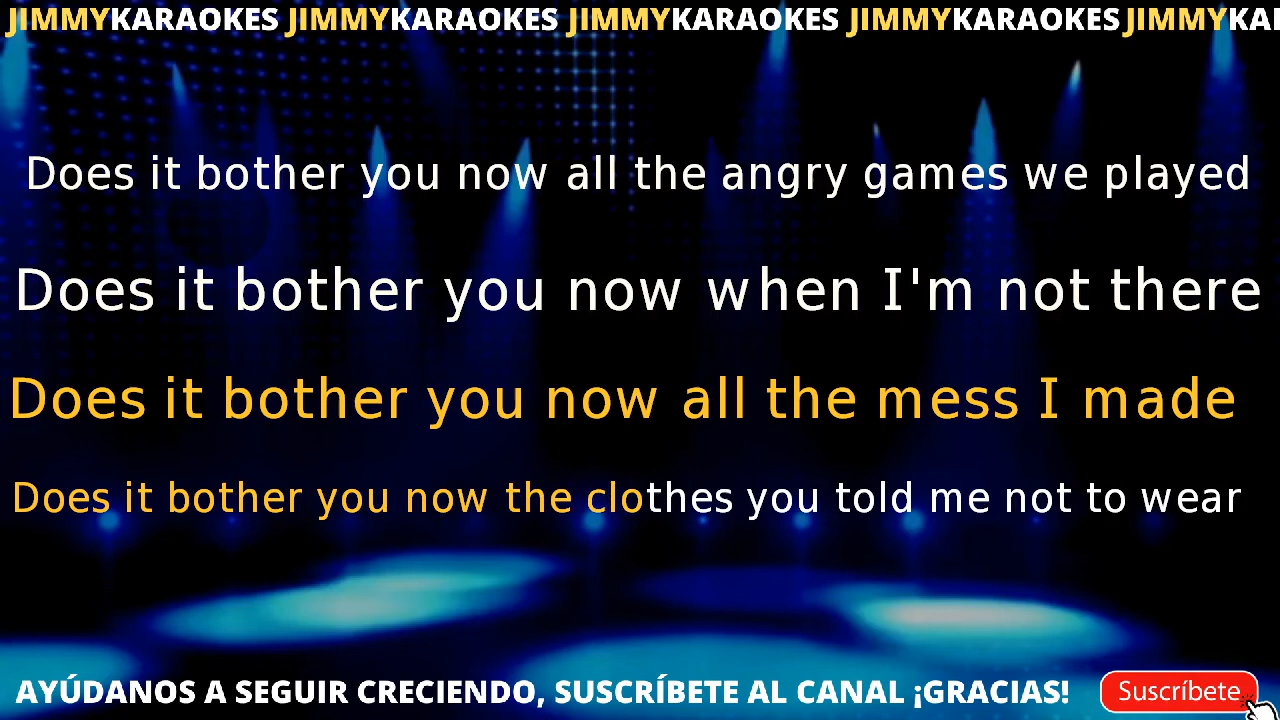 JIMMYKARAOKES JIMMYKARAOKES JIMMYKARAOKES JIMMYKARAOKES JIMMYKA
Does it bother you now all the angry games we played
Does it bother you now when I'm not there
Does it bother you now all the mess I made
Does it bother you now the clothes you told me not to wear
AYÚDANOS A SEGUIR CRECIENDO, SUSCRÍBETE AL CANAL ¡GRACIAS! Suscríbete